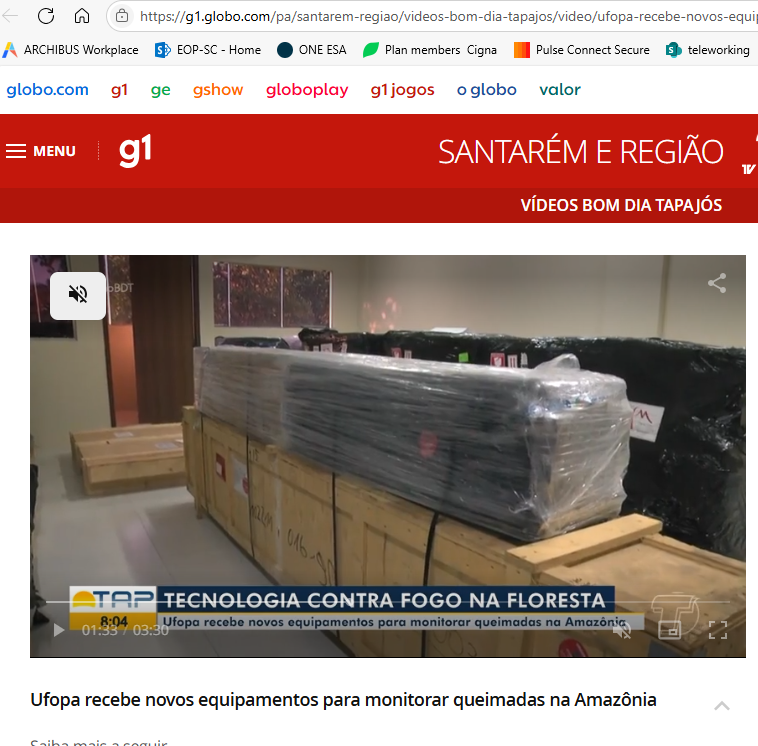 https://g1.globo.com/pa/santarem-regiao/videos-bom-dia-tapajos/video/ufopa-recebe-novos-equip
ARCHIBUS Workplace EOP-SC - Home ONE ESA Plan members Cigna Pulse Connect Secure teleworking
globo.com g1 ge gshow globoplay g1 jogos o globo valor
MENU g1 SANTARÉM E REGIÃO
VÍDEOS BOM DIA TAPAJÓS
TAP TECNOLOGIA CONTRA FOGO NA FLORESTA
8:04 Ufopa recebe novos equipamentos para monitorar queimadas na Amazônia
01:33 / 03:30
Ufopa recebe novos equipamentos para monitorar queimadas na Amazônia
Saiba mais a seguir